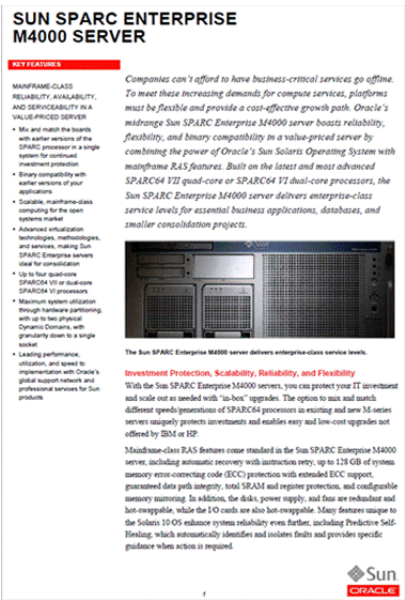 SUN SPARC ENTERPRISE
M4000 SERVER
KEY FEATURES
MAINFRAME-CLASS
RELIABILITY, AVAILABILITY,
AND SERVICEABILITY IN A
VALUE-PRICED SERVER
• Mix and match the boards
with earlier versions of the
SPARC processor in a single
system for continued
investment protection
• Binary compatibility with
earlier versions of your
applications
• Scalable, mainframe-class
computing for the open
systems market
• Advanced virtualization
technologies, methodologies,
and services, making Sun
SPARC Enterprise servers
ideal for consolidation
• Up to four quad-core
SPARC64 VII or dual-core
SPARC64 VI processors
• Maximum system utilization
through hardware partitioning,
with up to two physical
Dynamic Domains, with
granularity down to a single
socket
• Leading performance,
utilization, and speed to
implementation with Oracle's
global support network and
professional services for Sun
products
Companies can't afford to have business-critical services go offline.
To meet these increasing demands for compute services, platforms
must be flexible and provide a cost-effective growth path. Oracle's
midrange Sun SPARC Enterprise M4000 server boasts reliability,
flexibility, and binary compatibility in a value-priced server by
combining the power of Oracle's Sun Solaris Operating System with
mainframe RAS features. Built on the latest and most advanced
SPARC64 VII quad-core or SPARC64 VI dual-core processors, the
Sun SPARC Enterprise M4000 server delivers enterprise-class
service levels for essential business applications, databases, and
smaller consolidation projects.
Sun
The Sun SPARC Enterprise M4000 server delivers enterprise-class service levels.
Investment Protection, Scalability, Reliability, and Flexibility
With the Sun SPARC Enterprise M4000 servers, you can protect your IT investment
and scale out as needed with "in-box" upgrades. The option to mix and match
different speeds/generations of SPARC64 processors in existing and new M-series
servers uniquely protects investments and enables easy and low-cost upgrades not
offered by IBM or HP.
Mainframe-class RAS features come standard in the Sun SPARC Enterprise M4000
server, including automatic recovery with instruction retry, up to 128 GB of system
memory error-correcting code (ECC) protection with extended ECC support,
guaranteed data path integrity, total SRAM and register protection, and configurable
memory mirroring. In addition, the disks, power supply, and fans are redundant and
hot-swappable, while the I/O cards are also hot-swappable. Many features unique to
the Solaris 10 OS enhance system reliability even further, including Predictive Self-
Healing, which automatically identifies and isolates faults and provides specific
guidance when action is required.
Sun
ORACLE